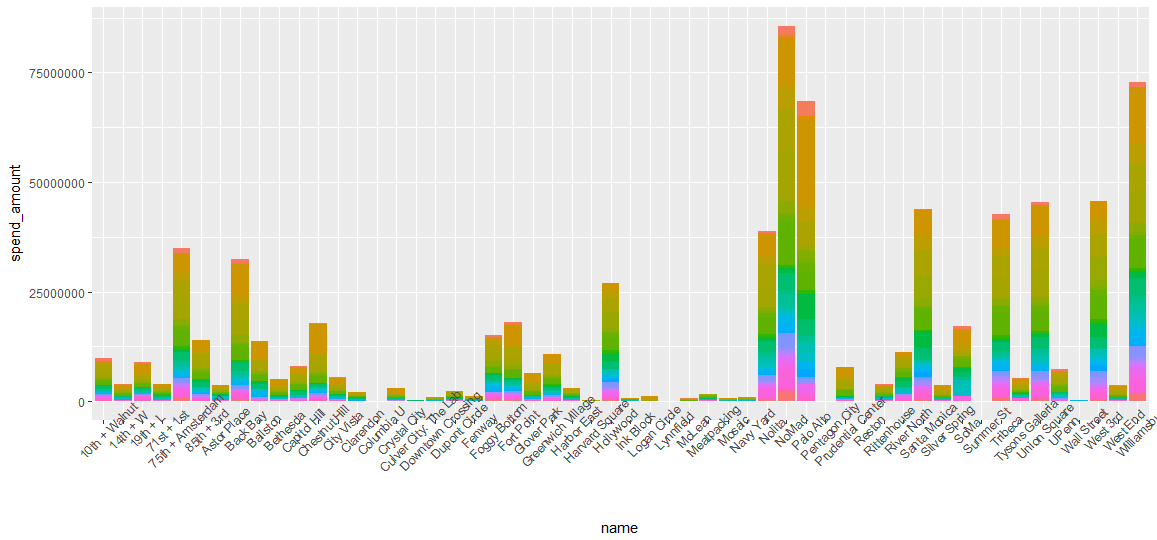 spend_amount
75000000
50000000
25000000
0
-
10th + Walnut
14th + W
19th + L
1st + 1st
75th + Amsterdam
8th + 3rd
Astor Place
Back Bay
Ballston
Bethesda
Capitol Hill
Chestnut Hill
City Vista
Clarendon
Columbia U
Crystal City
Culver City- The Lab
Downtown Crossing
Dupont Circle
Fenway
Foggy Bottom
Fort Point
Glover Park
Greenwich Village
Harbor East
Harvard Square
Hollywood
Ink Block
Logan Circle
Lynnfield
McLean
Meatpacking
Mosaic
Navy Yard
Nolita
NoMad
Palo Alto
Pentagon City
Prudential Center
Reston
Rittenhouse
River North
Santa Monica
Silver Spring
SoMa
Summer St
Tribeca
Tysons Galleria
Union Square
UPenn
Wall Street
West 3rd
West End
Williamsbu
name